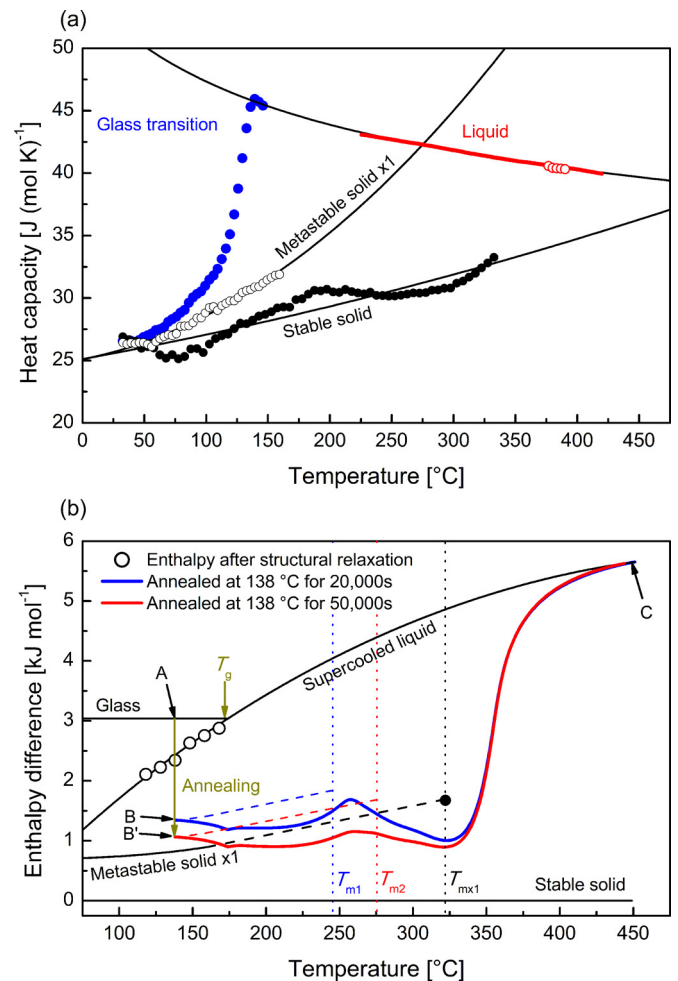 (a)
50
45
40
35
30
25
20
Heat capacity [J (mol K)⁻¹]
Glass transition
Liquid
Metastable solid x1
Stable solid
0 50 100 150 200 250 300 350 400 450
Temperature [°C]
(b)
6
5
4
3
2
1
0
Enthalpy difference [kJ mol⁻¹]
Enthalpy after structural relaxation
Annealed at 138 °C for 20,000s
Annealed at 138 °C for 50,000s
C
Supercooled liquid
A
Tg
Glass
Annealing
B
B'
Metastable solid x1
Tm1
Tm2
Tmx1
Stable solid
100 150 200 250 300 350 400 450
Temperature [°C]